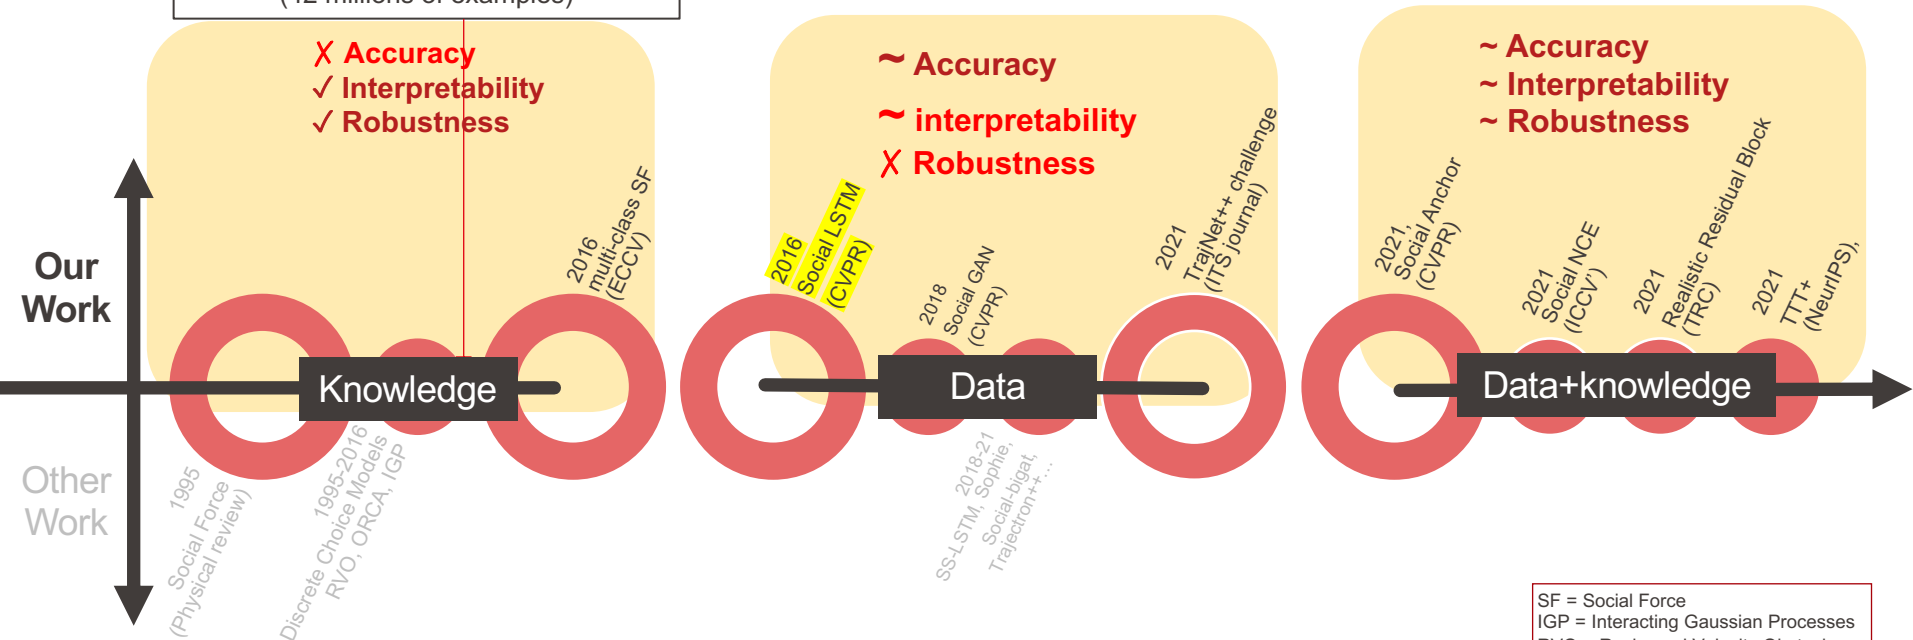 (42 millions of examples)
✗ Accuracy
✓ Interpretability
✓ Robustness
~ Accuracy
~ interpretability
✗ Robustness
~ Accuracy
~ Interpretability
~ Robustness
Our
Work
Other
Work
2016
multi-class SF
(ECCV)
2016
Social LSTM
(CVPR)
2018
Social GAN
(CVPR)
2021
TrajNet++ challenge
(ITS journal)
2021,
Social Anchor
(CVPR)
2021
Social NCE
(ICCV')
2021
Realistic Residual Block
(TRC)
2021
TTT+
(NeurIPS),
Knowledge
Data
Data+knowledge
1995
Social Force
(Physical review)
1995-2016
Discrete Choice Models
RVO, ORCA, IGP
2018-21
SS-LSTM, Sophie,
Social-bigat,
Trajectron++...
SF = Social Force
IGP = Interacting Gaussian Processes